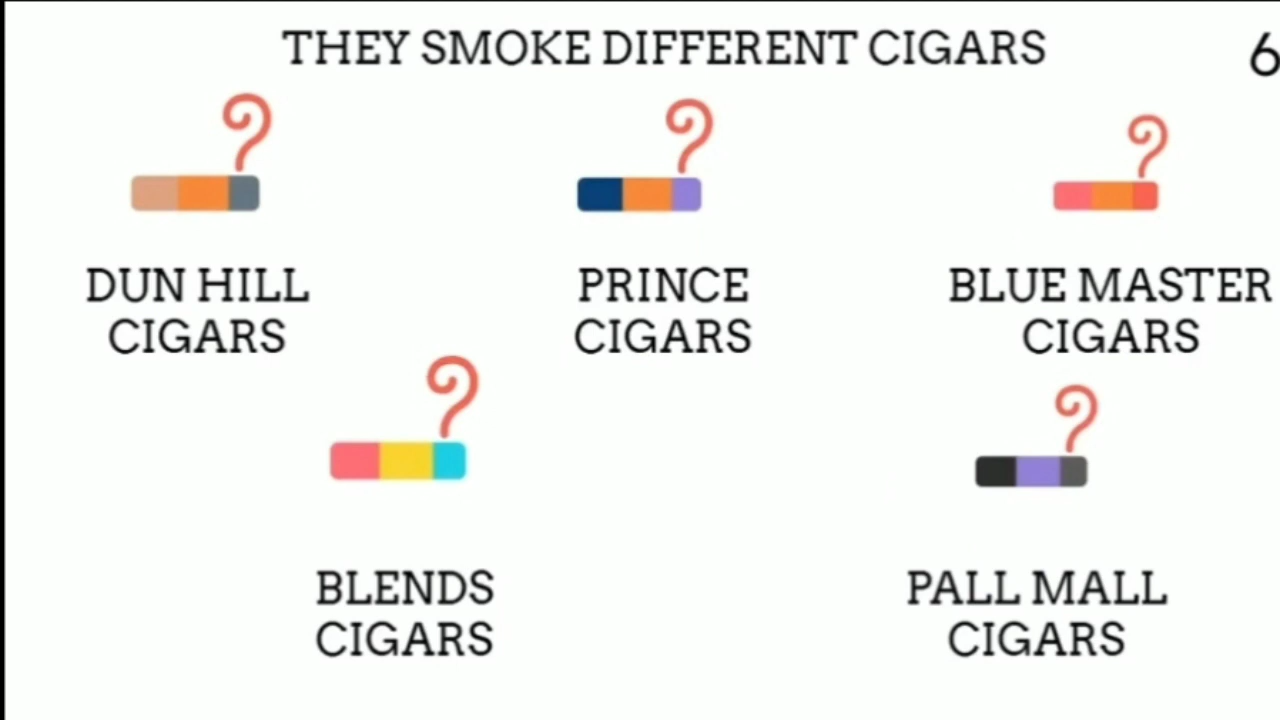 THEY SMOKE DIFFERENT CIGARS
6
DUN HILL
CIGARS
PRINCE
CIGARS
BLUE MASTER
CIGARS
BLENDS
CIGARS
PALL MALL
CIGARS